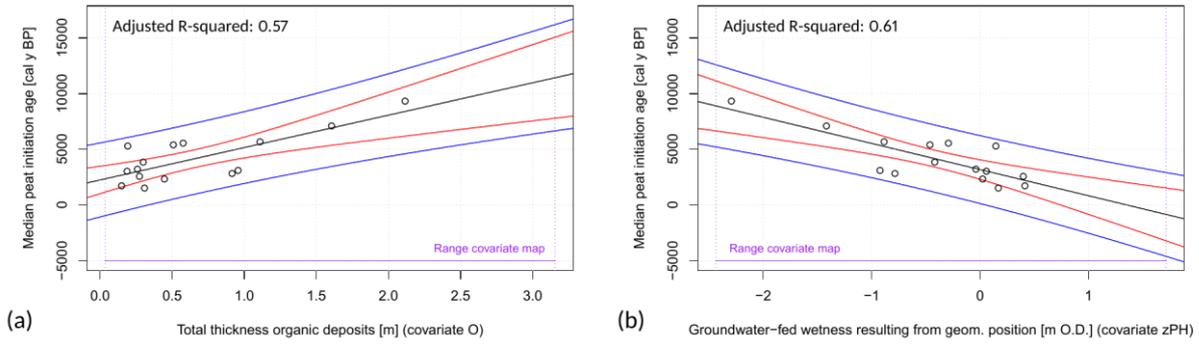 Adjusted R-squared: 0.57
Median peat initiation age [cal y BP]
15000
10000
5000
0
−5000
Range covariate map
0.0 0.5 1.0 1.5 2.0 2.5 3.0
(a)
Total thickness organic deposits [m] (covariate O)
Adjusted R-squared: 0.61
Median peat initiation age [cal y BP]
15000
10000
5000
0
−5000
Range covariate map
−2 −1 0 1
(b)
Groundwater−fed wetness resulting from geom. position [m O.D.] (covariate zPH)